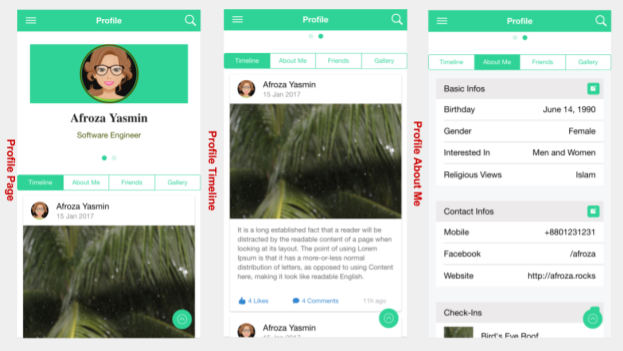 Profile Page
Profile
Afroza Yasmin
Software Engineer
Timeline About Me Friends Gallery
Afroza Yasmin
15 Jan 2017
Profile Timeline
Profile
Timeline About Me Friends Gallery
Afroza Yasmin
15 Jan 2017
It is a long established fact that a reader will be
distracted by the readable content of a page when
looking at its layout. The point of using Lorem
Ipsum is that it has a more-or-less normal
distribution of letters, as opposed to using Content
here, making it look like readable English.
4 Likes 4 Comments 11h ago
Afroza Yasmin
15 Jan 2017
Profile About Me
Profile
Timeline About Me Friends Gallery
Basic Infos
Birthday June 14, 1990
Gender Female
Interested In Men and Women
Religious Views Islam
Contact Infos
Mobile +8801231231
Facebook /afroza
Website http://afroza.rocks
Check-Ins
Bird's Eye Roof